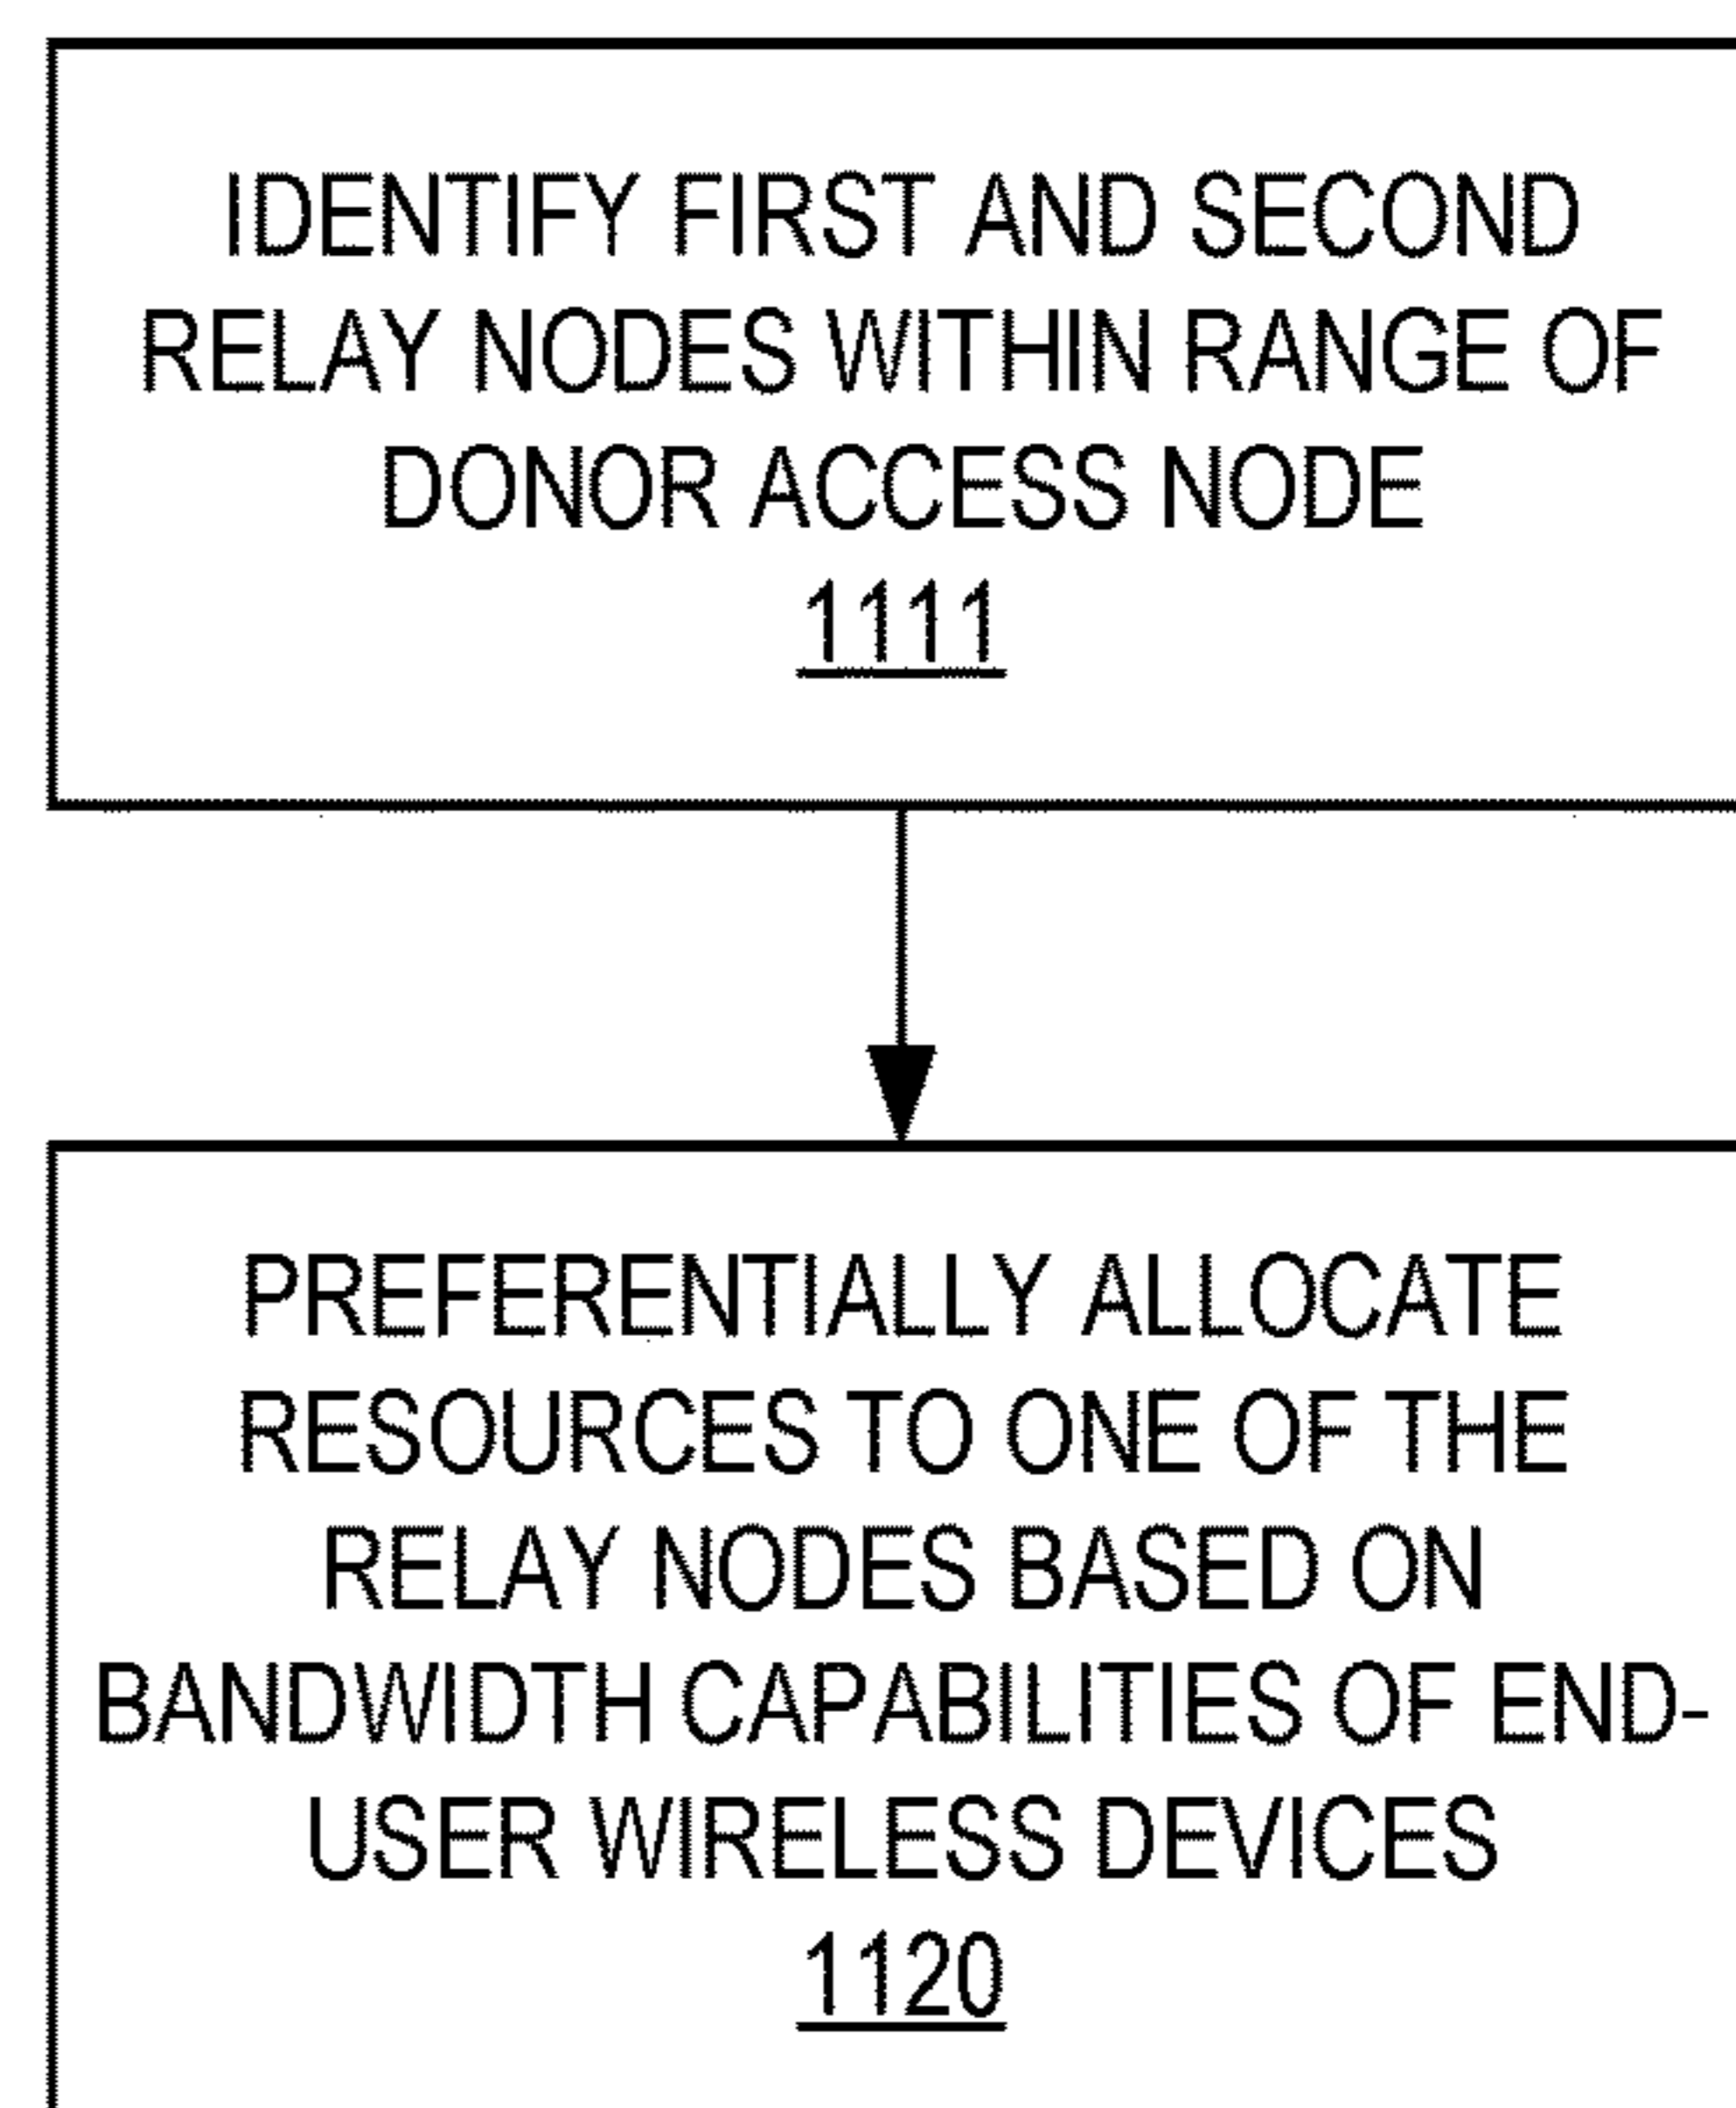 IDENTIFY FIRST AND SECOND
RELAY NODES WITHIN RANGE OF
DONOR ACCESS NODE
1111
PREFERENTIALLY ALLOCATE
RESOURCES TO ONE OF THE
RELAY NODES BASED ON
BANDWIDTH CAPABILITIES OF END-
USER WIRELESS DEVICES
1120